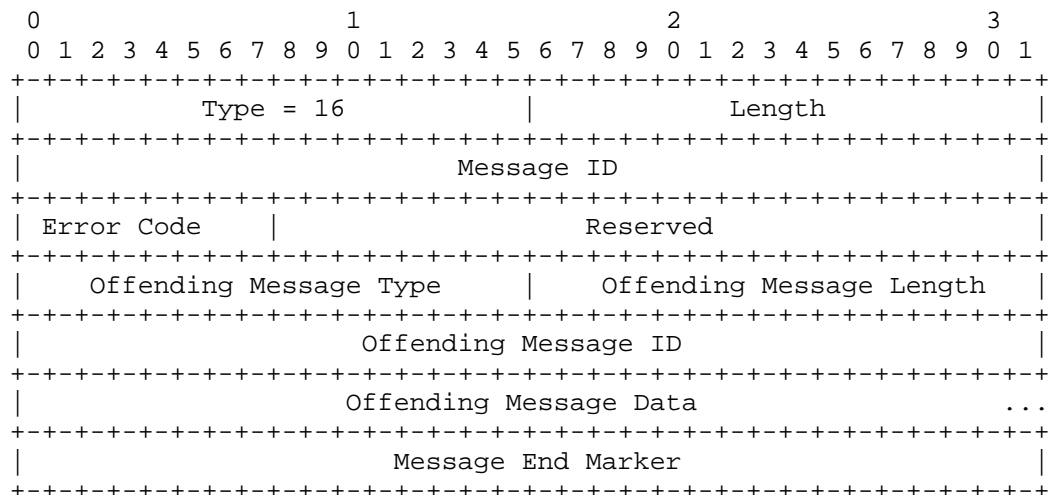 0                   1                   2                   3
 0 1 2 3 4 5 6 7 8 9 0 1 2 3 4 5 6 7 8 9 0 1 2 3 4 5 6 7 8 9 0 1
+-+-+-+-+-+-+-+-+-+-+-+-+-+-+-+-+-+-+-+-+-+-+-+-+-+-+-+-+-+-+-+-+
|           Type = 16           |            Length             |
+-+-+-+-+-+-+-+-+-+-+-+-+-+-+-+-+-+-+-+-+-+-+-+-+-+-+-+-+-+-+-+-+
|                           Message ID                          |
+-+-+-+-+-+-+-+-+-+-+-+-+-+-+-+-+-+-+-+-+-+-+-+-+-+-+-+-+-+-+-+-+
| Error Code    |                   Reserved                    |
+-+-+-+-+-+-+-+-+-+-+-+-+-+-+-+-+-+-+-+-+-+-+-+-+-+-+-+-+-+-+-+-+
|    Offending Message Type     |    Offending Message Length   |
+-+-+-+-+-+-+-+-+-+-+-+-+-+-+-+-+-+-+-+-+-+-+-+-+-+-+-+-+-+-+-+-+
|                     Offending Message ID                      |
+-+-+-+-+-+-+-+-+-+-+-+-+-+-+-+-+-+-+-+-+-+-+-+-+-+-+-+-+-+-+-+-+
|                    Offending Message Data                   ...
+-+-+-+-+-+-+-+-+-+-+-+-+-+-+-+-+-+-+-+-+-+-+-+-+-+-+-+-+-+-+-+-+
|                       Message End Marker                      |
+-+-+-+-+-+-+-+-+-+-+-+-+-+-+-+-+-+-+-+-+-+-+-+-+-+-+-+-+-+-+-+-+